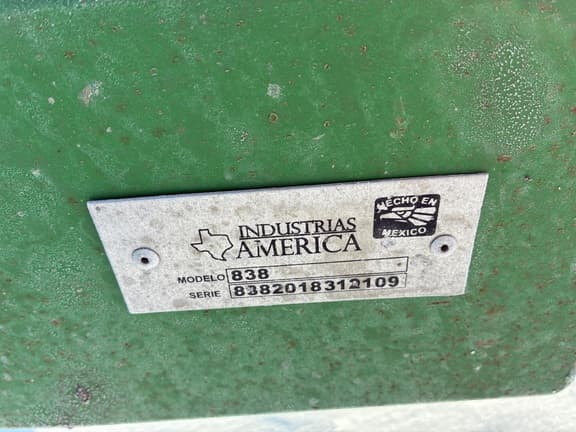 HECHO EN
MEXICO
INDUSTRIAS
AMERICA
MODELO 838
SERIE 8382018312109